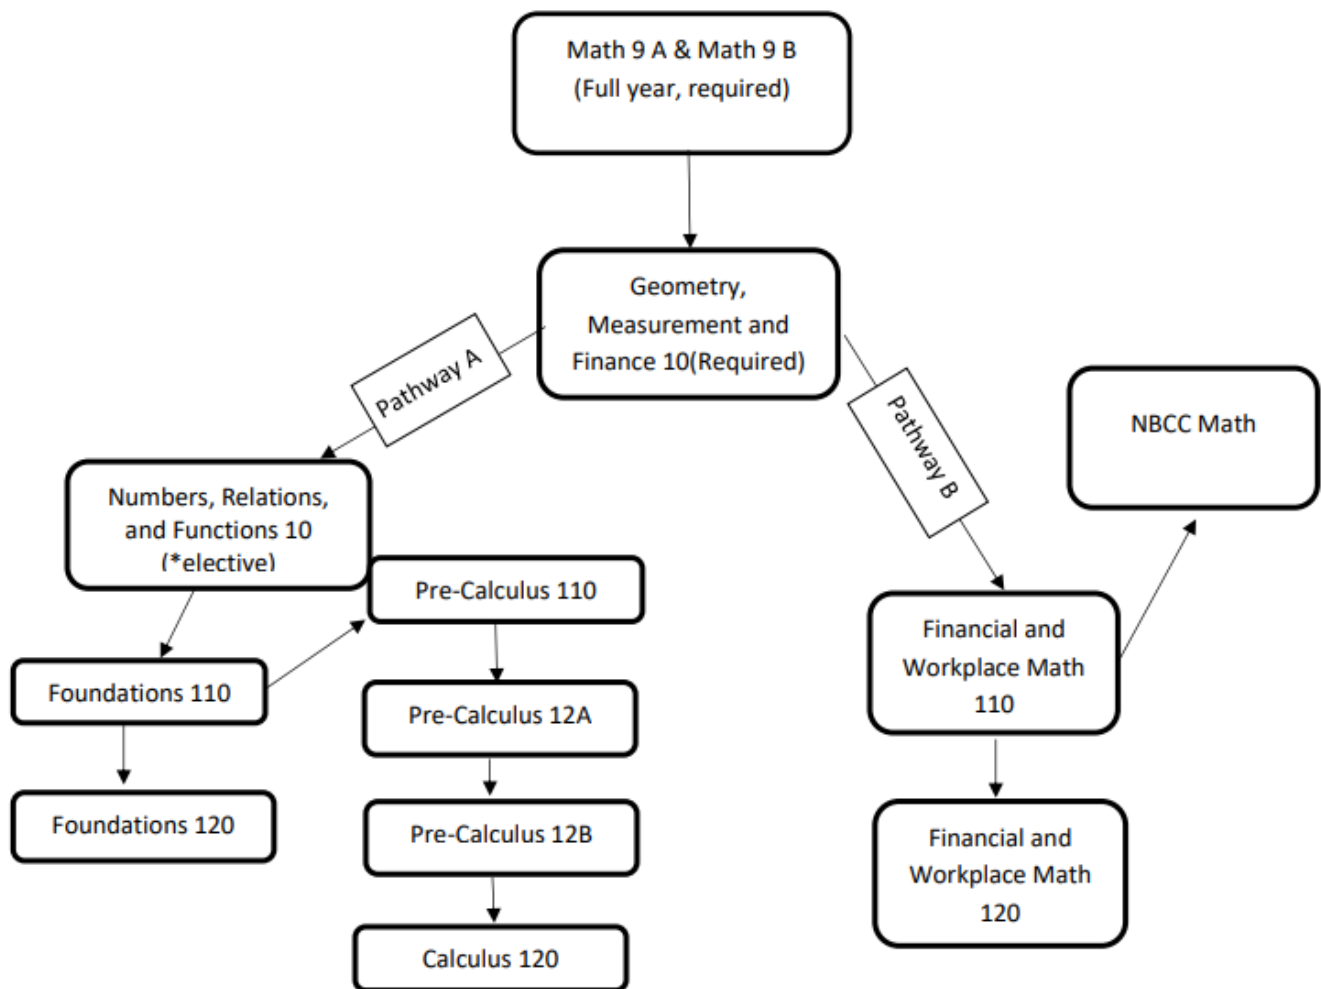 Math 9 A & Math 9 B
(Full year, required)
Geometry,
Measurement and
Finance 10(Required)
Pathway A
Pathway B
NBCC Math
Numbers, Relations,
and Functions 10
(*elective)
Pre-Calculus 110
Financial and
Workplace Math
110
Foundations 110
Pre-Calculus 12A
Foundations 120
Pre-Calculus 12B
Financial and
Workplace Math
120
Calculus 120